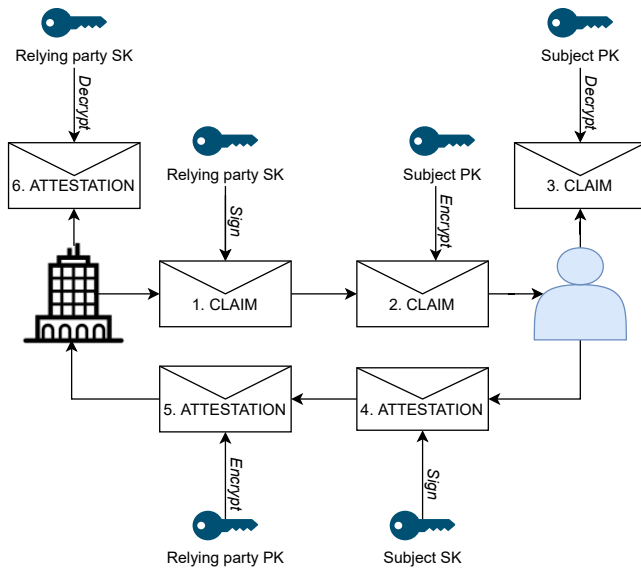 Relying party SK
Subject PK
Decrypt
Decrypt
6. ATTESTATION
Relying party SK
Subject PK
3. CLAIM
Sign
Encrypt
1. CLAIM
2. CLAIM
5. ATTESTATION
4. ATTESTATION
Encrypt
Sign
Relying party PK
Subject SK